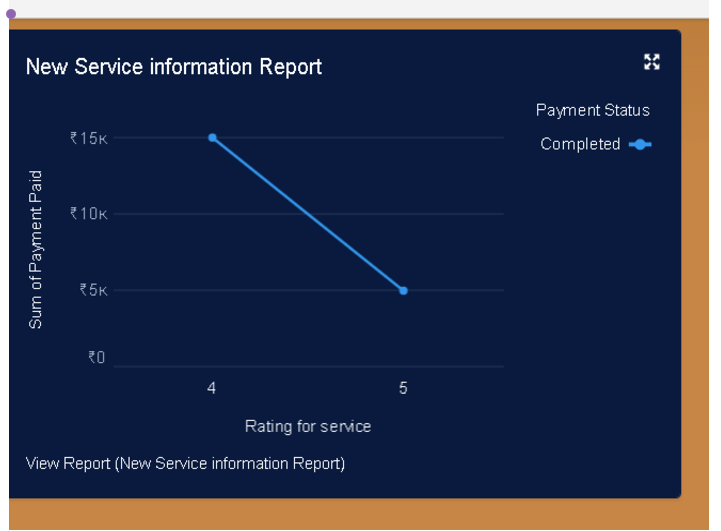 New Service information Report
Payment Status
Completed
Sum of Payment Paid
₹15K
₹10K
₹5K
₹0
4
5
Rating for service
View Report (New Service information Report)